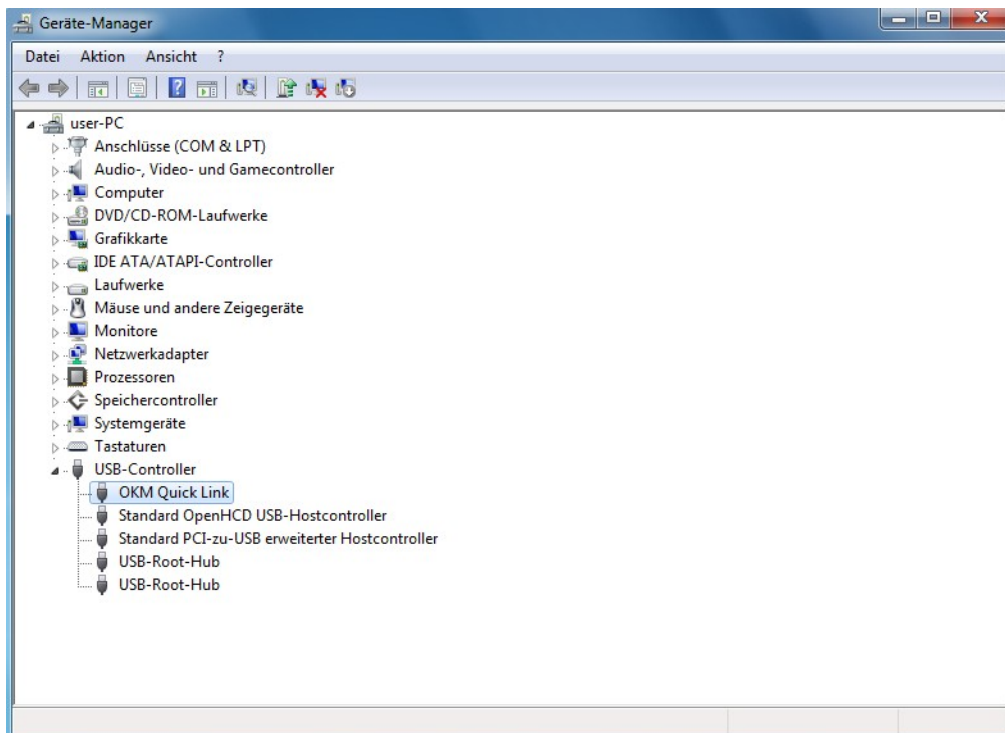 Geräte-Manager
Datei Aktion Ansicht ?
user-PC
Anschlüsse (COM & LPT)
Audio-, Video- und Gamecontroller
Computer
DVD/CD-ROM-Laufwerke
Grafikkarte
IDE ATA/ATAPI-Controller
Laufwerke
Mäuse und andere Zeigegeräte
Monitore
Netzwerkadapter
Prozessoren
Speichercontroller
Systemgeräte
Tastaturen
USB-Controller
OKM Quick Link
Standard OpenHCD USB-Hostcontroller
Standard PCI-zu-USB erweiterter Hostcontroller
USB-Root-Hub
USB-Root-Hub